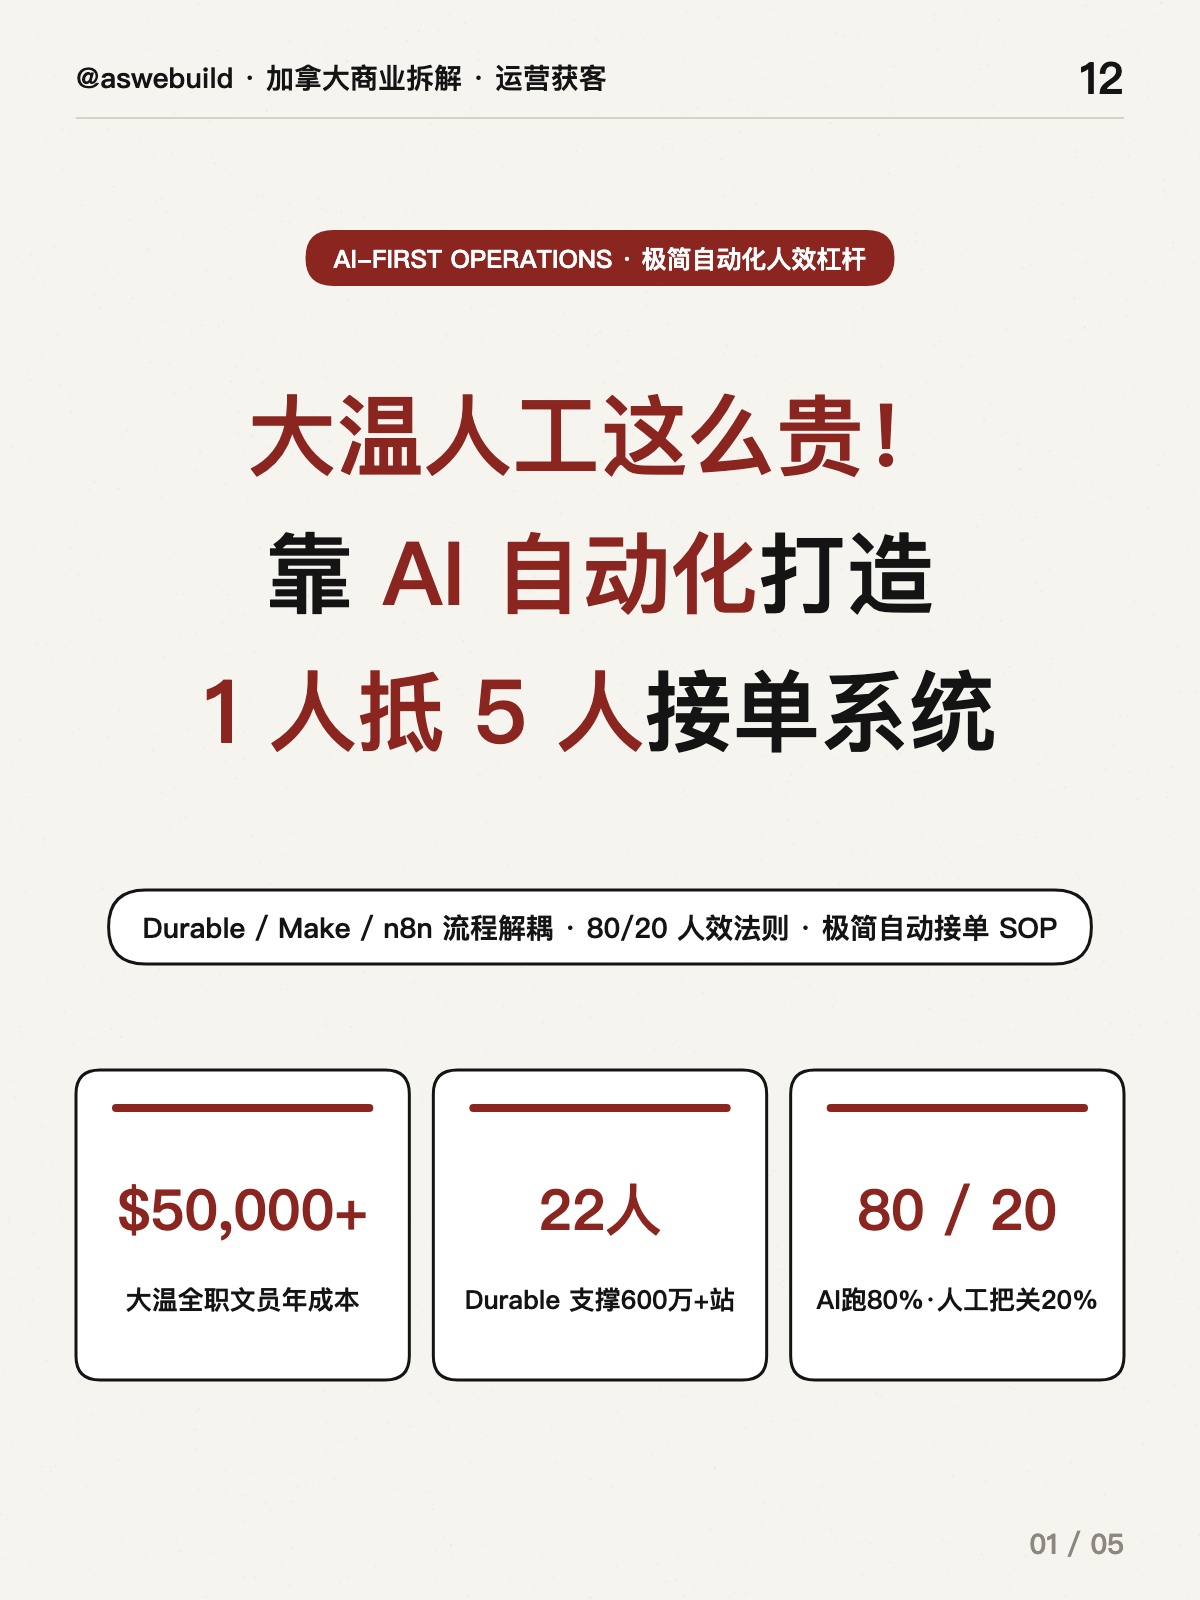 @aswebuild · 加拿大商业拆解 · 运营获客
12
AI-FIRST OPERATIONS · 极简自动化人效杠杆
大温人工这么贵！
靠 AI 自动化打造
1 人抵 5 人接单系统
Durable / Make / n8n 流程解耦 · 80/20 人效法则 · 极简自动接单 SOP
$50,000+
大温全职文员年成本
22人
Durable 支撑600万+站
80 / 20
AI跑80%·人工把关20%
01 / 05